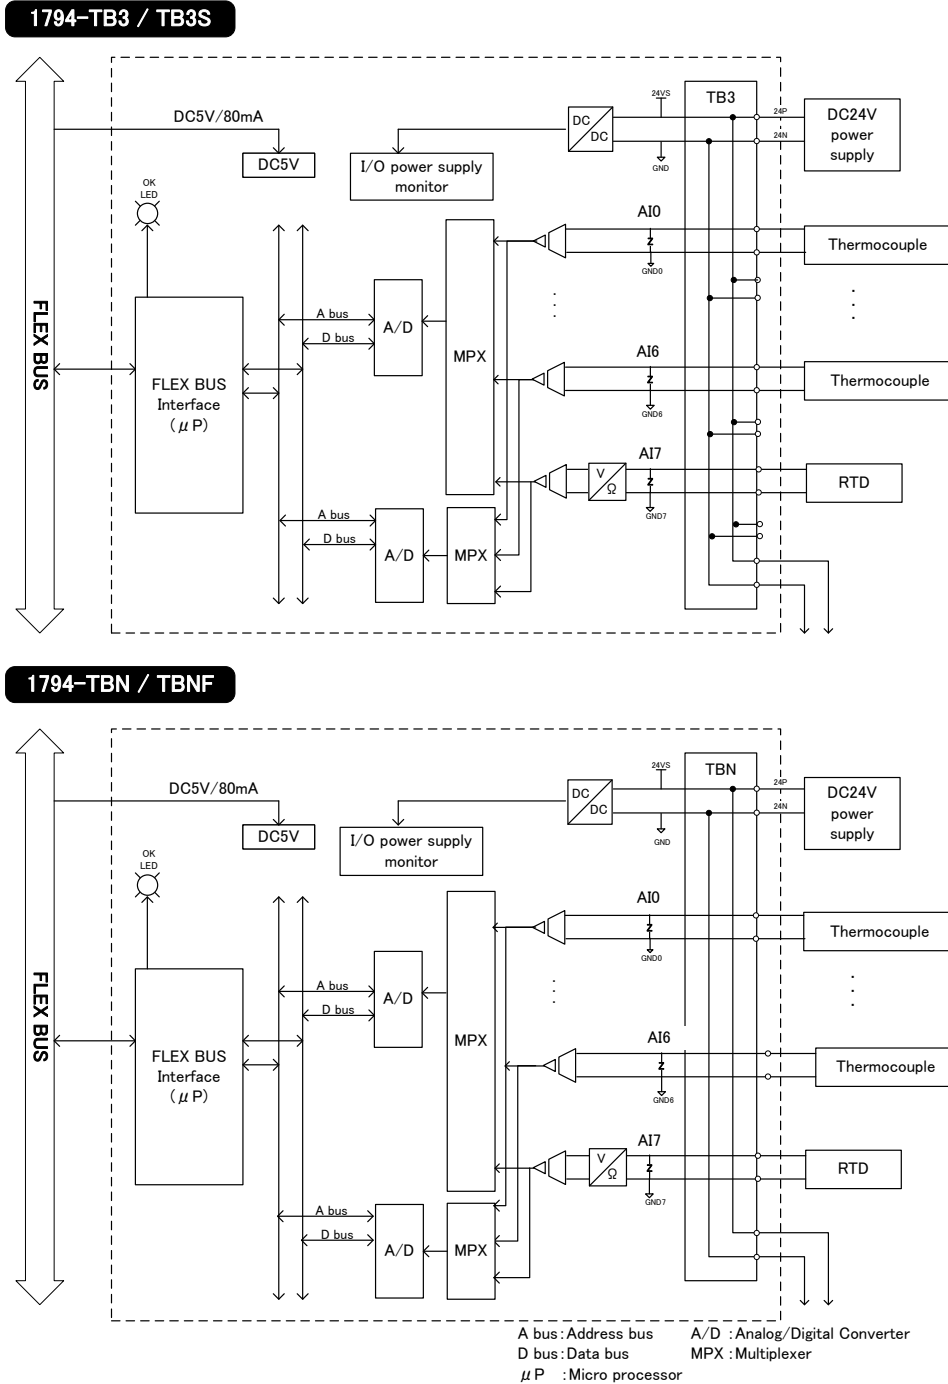 1794-TB3 / TB3S
24VS
TB3
24P
DC24V
power
supply
DC5V/80mA
DC
DC
24N
DC5V
I/O power supply
monitor
GND
OK
LED
AI0
Thermocouple
Z
GND0
FLEX BUS
A bus
A/D
D bus
MPX
AI6
Thermocouple
Z
GND6
FLEX BUS
Interface
(μP)
AI7
V
Ω
Z
RTD
GND7
A bus
D bus
A/D
MPX
1794-TBN / TBNF
24VS
TBN
24P
DC24V
power
supply
DC5V/80mA
DC
DC
24N
DC5V
I/O power supply
monitor
GND
OK
LED
AI0
Thermocouple
Z
GND0
FLEX BUS
A bus
A/D
D bus
MPX
AI6
Thermocouple
Z
GND6
FLEX BUS
Interface
(μP)
AI7
V
Ω
Z
RTD
GND7
A bus
D bus
A/D
MPX
A bus:Address bus
A/D :Analog/Digital Converter
D bus:Data bus
MPX :Multiplexer
μP :Micro processor